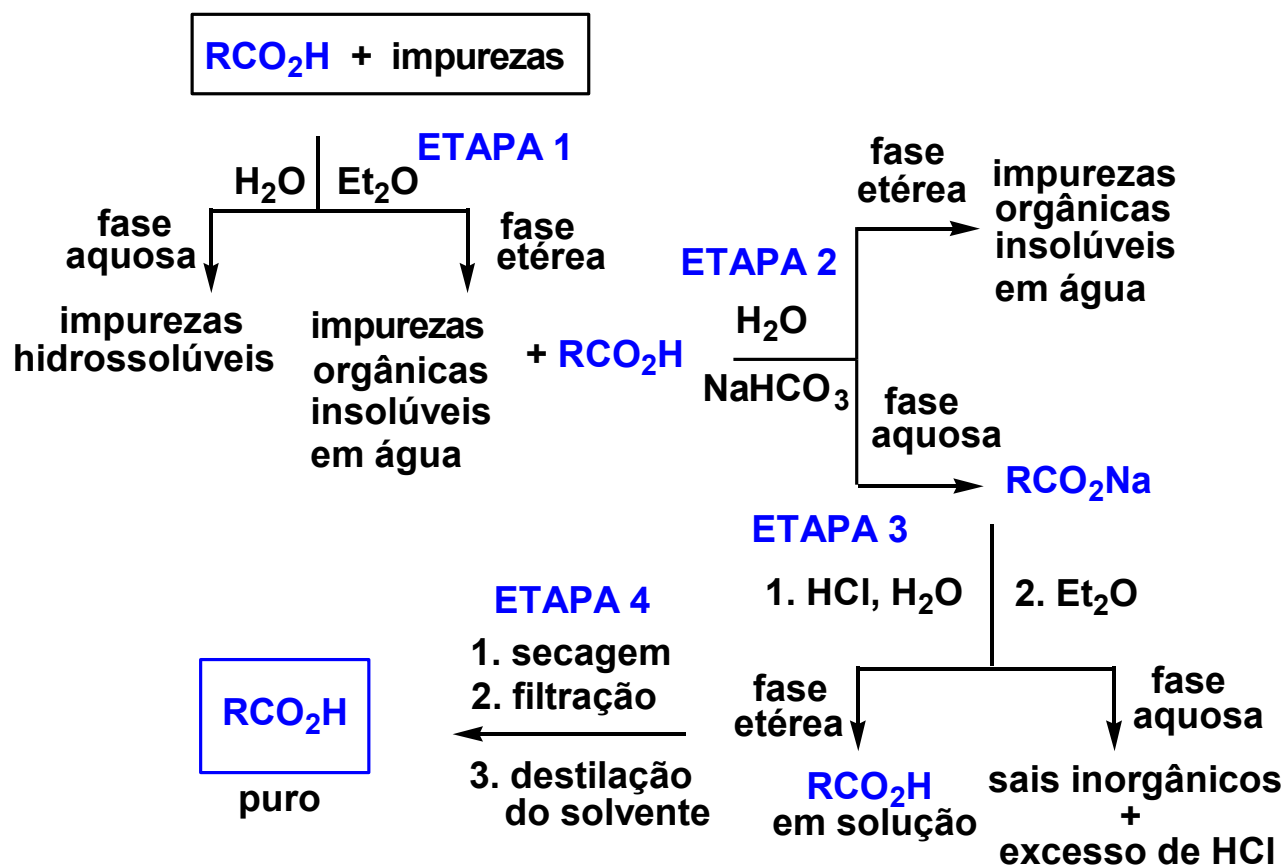 RCO₂H + impurezas
ETAPA 1
H₂O Et₂O
fase
aquosa
fase
etérea
impurezas
hidrossolúveis
impurezas
orgânicas
insolúveis
em água
+ RCO₂H
ETAPA 2
H₂O
NaHCO₃
fase
etérea
impurezas
orgânicas
insolúveis
em água
fase
aquosa
RCO₂Na
ETAPA 3
1. HCl, H₂O 2. Et₂O
fase
etérea
fase
aquosa
RCO₂H
em solução
sais inorgânicos
+
excesso de HCl
ETAPA 4
1. secagem
2. filtração
3. destilação
do solvente
RCO₂H
puro